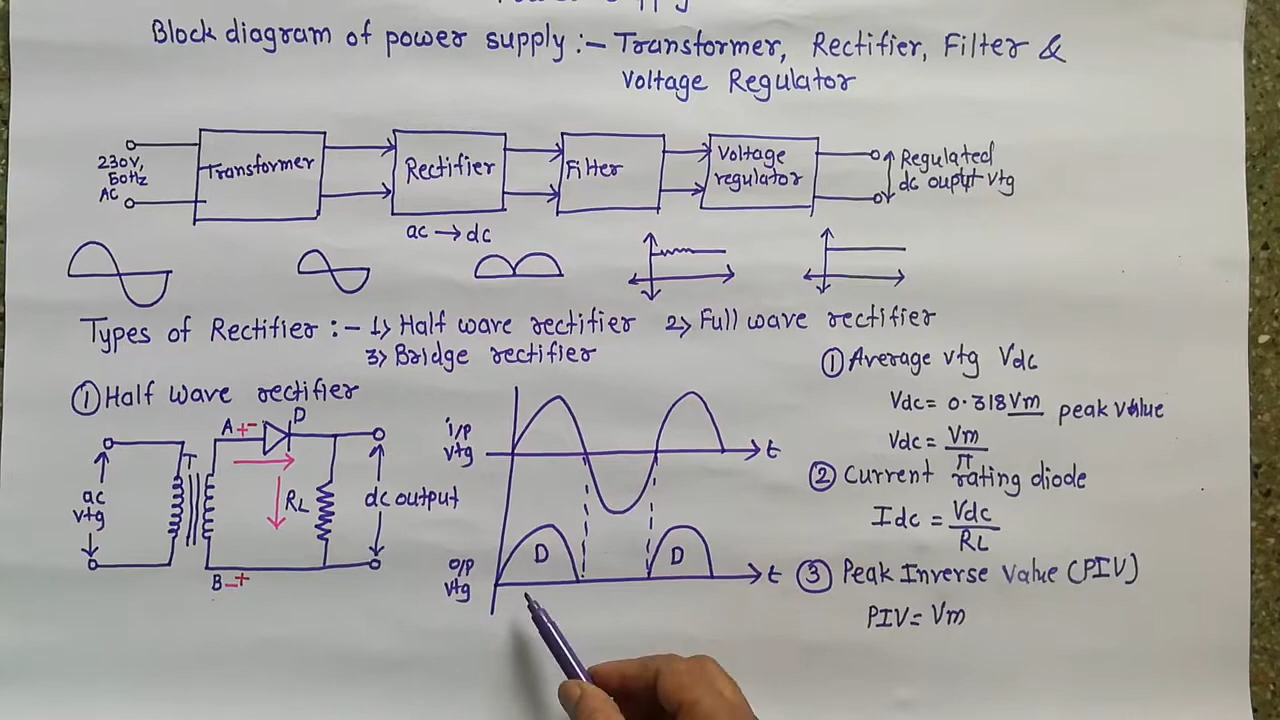 Block diagram of power supply :- Transformer, Rectifier, Filter &
Voltage Regulator
230V,
50Hz
AC
Transformer
Rectifier
Filter
Voltage
regulator
Regulated
dc ouput vtg
ac → dc
Types of Rectifier :- 1> Half wave rectifier 2> Full wave rectifier
3> Bridge rectifier
① Half wave rectifier
A +-
D
T
ac
vtg
RL
dc output
B -+
i/p
vtg
t
D
D
o/p
vtg
t
① Average vtg Vdc
Vdc = 0.318 Vm peak value
Vdc = Vm/π
② Current rating diode
Idc = Vdc/RL
③ Peak Inverse Value (PIV)
PIV = Vm